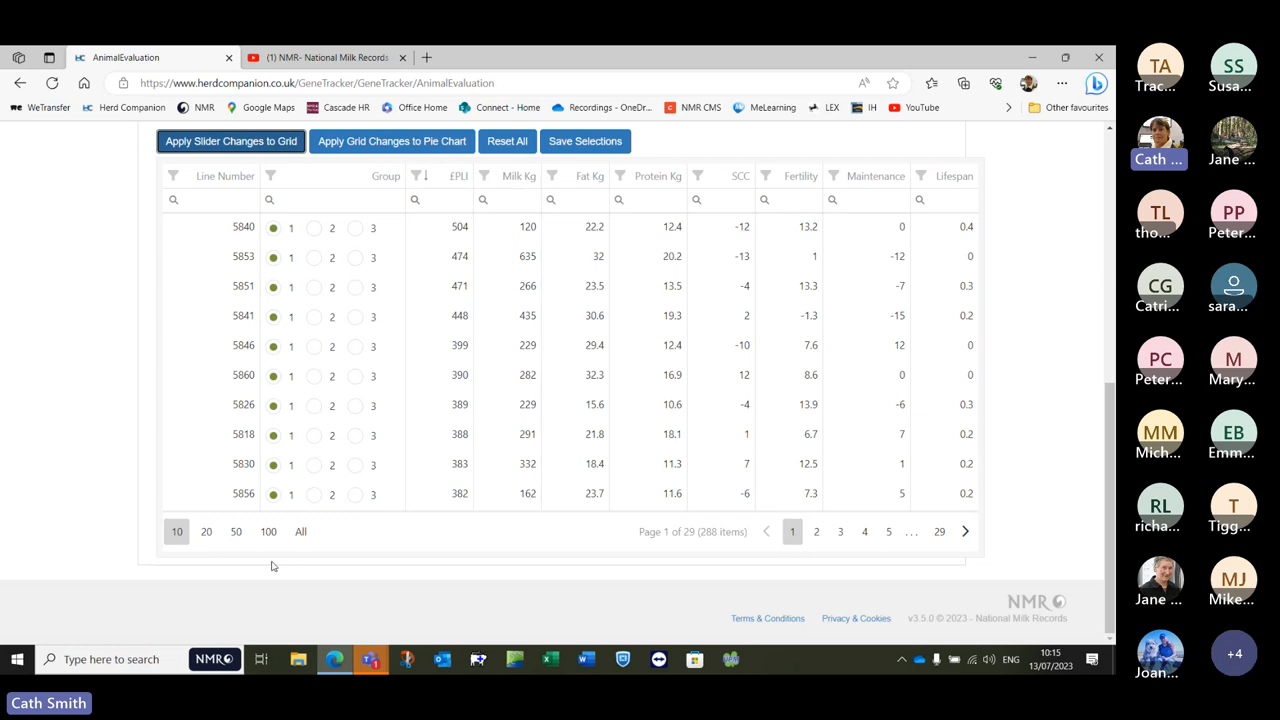 AnimalEvaluation
(1) NMR- National Milk Records
https://www.herdcompanion.co.uk/GeneTracker/GeneTracker/AnimalEvaluation
WeTransfer Herd Companion NMR Google Maps Cascade HR Office Home Connect - Home Recordings - OneDr... NMR CMS MeLearning LEX IH YouTube Other favourites
Apply Slider Changes to Grid Apply Grid Changes to Pie Chart Reset All Save Selections
Line Number Group £PLI Milk Kg Fat Kg Protein Kg SCC Fertility Maintenance Lifespan
5840 1 2 3 504 120 22.2 12.4 -12 13.2 0 0.4
5853 1 2 3 474 635 32 20.2 -13 1 -12 0
5851 1 2 3 471 266 23.5 13.5 -4 13.3 -7 0.3
5841 1 2 3 448 435 30.6 19.3 2 -1.3 -15 0.2
5846 1 2 3 399 229 29.4 12.4 -10 7.6 12 0
5860 1 2 3 390 282 32.3 16.9 12 8.6 0 0
5826 1 2 3 389 229 15.6 10.6 -4 13.9 -6 0.3
5818 1 2 3 388 291 21.8 18.1 1 6.7 7 0.2
5830 1 2 3 383 332 18.4 11.3 7 12.5 1 0.2
5856 1 2 3 382 162 23.7 11.6 -6 7.3 5 0.2
10 20 50 100 All Page 1 of 29 (288 items) 1 2 3 4 5 ... 29
NMR
Terms & Conditions Privacy & Cookies v3.5.0 © 2023 - National Milk Records
Type here to search NMR
ENG
10:15
13/07/2023
Cath Smith
TA
Trac...
SS
Susa...
Cath ...
Jane ...
TL
tho...
PP
Peter...
CG
Catri...
sara...
PC
Peter...
M
Mary...
MM
Mich...
EB
Emm...
RL
richa...
T
Tigg...
Jane ...
MJ
Mike...
Joan...
+4